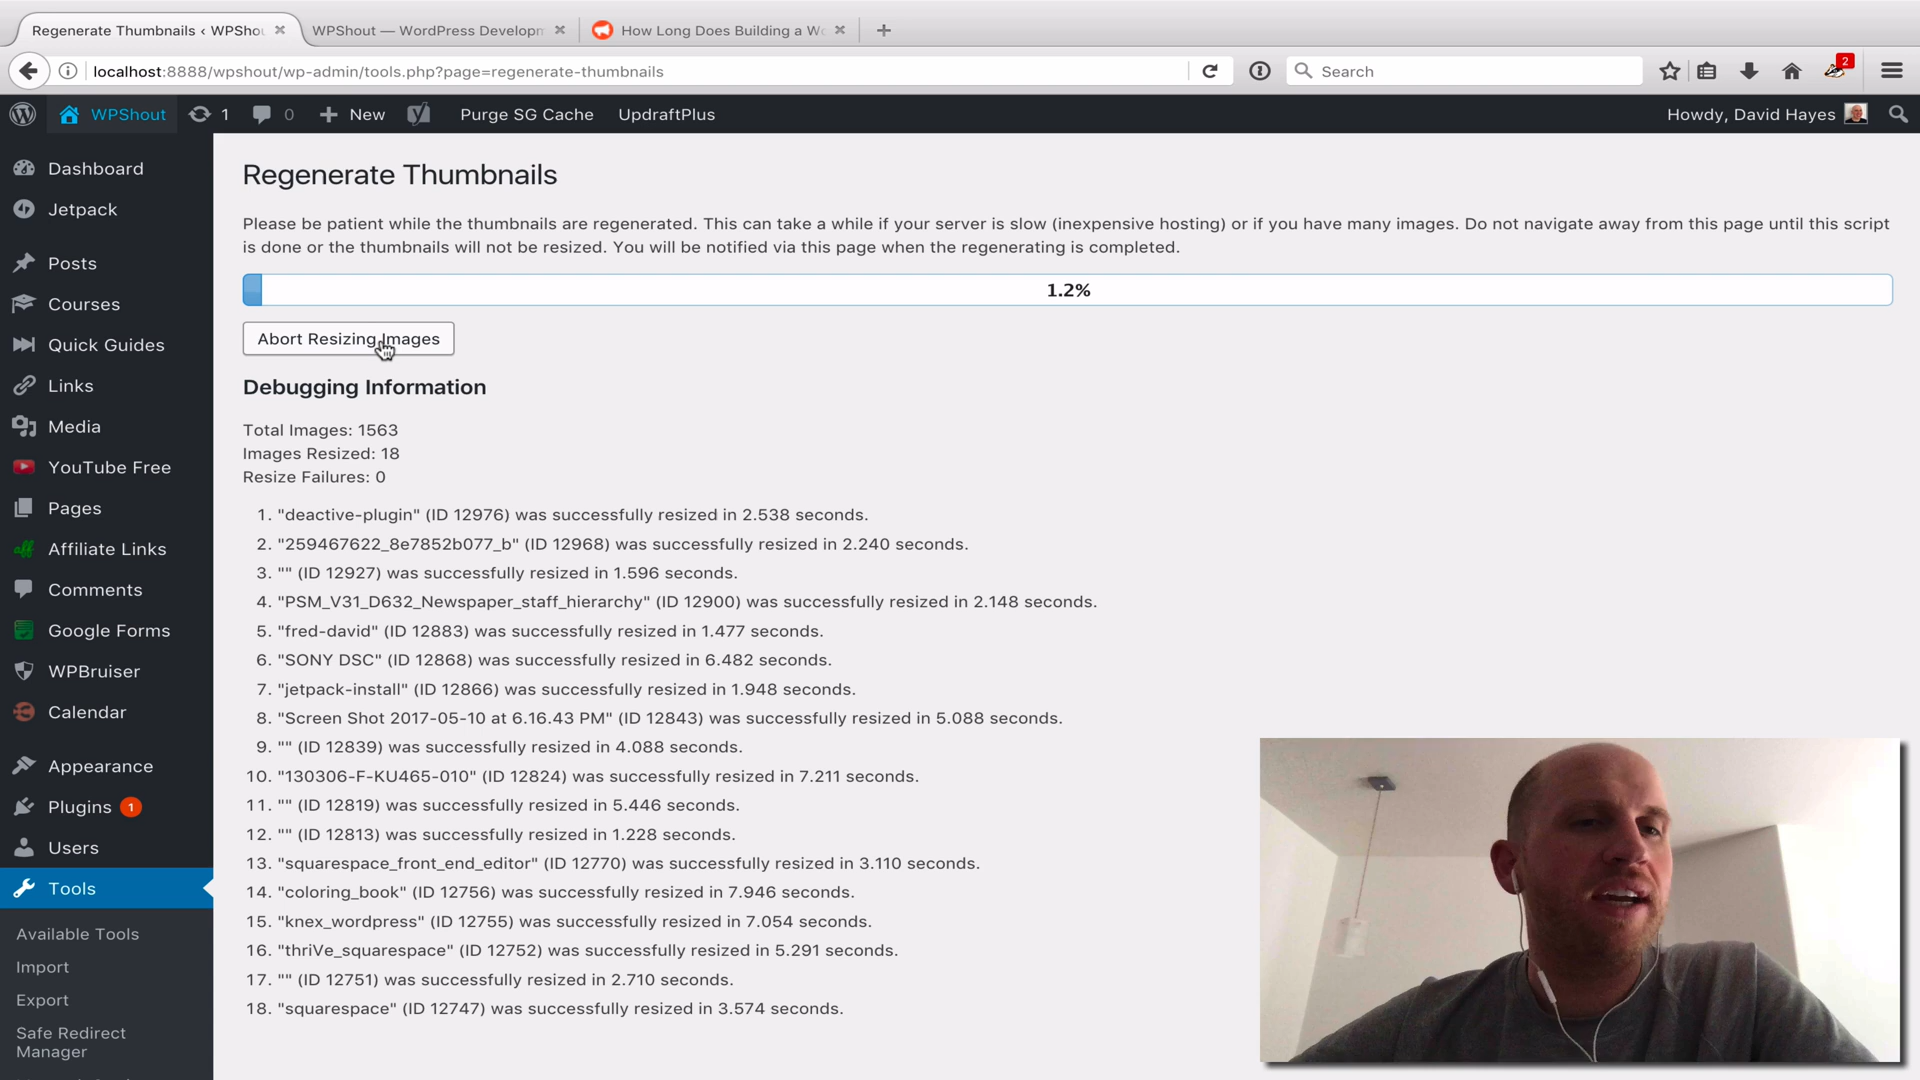 Regenerate Thumbnails ‹ WPSho
WPShout — WordPress Developm
How Long Does Building a Wo
localhost:8888/wpshout/wp-admin/tools.php?page=regenerate-thumbnails
Search
2
WPShout
1
0
New
Purge SG Cache
UpdraftPlus
Howdy, David Hayes
Dashboard
Jetpack
Posts
Courses
Quick Guides
Links
Media
YouTube Free
Pages
Affiliate Links
Comments
Google Forms
WPBruiser
Calendar
Appearance
Plugins 1
Users
Tools
Available Tools
Import
Export
Safe Redirect
Manager
Regenerate Thumbnails
Please be patient while the thumbnails are regenerated. This can take a while if your server is slow (inexpensive hosting) or if you have many images. Do not navigate away from this page until this script
is done or the thumbnails will not be resized. You will be notified via this page when the regenerating is completed.
1.2%
Abort Resizing Images
Debugging Information
Total Images: 1563
Images Resized: 18
Resize Failures: 0
1. "deactive-plugin" (ID 12976) was successfully resized in 2.538 seconds.
2. "259467622_8e7852b077_b" (ID 12968) was successfully resized in 2.240 seconds.
3. "" (ID 12927) was successfully resized in 1.596 seconds.
4. "PSM_V31_D632_Newspaper_staff_hierarchy" (ID 12900) was successfully resized in 2.148 seconds.
5. "fred-david" (ID 12883) was successfully resized in 1.477 seconds.
6. "SONY DSC" (ID 12868) was successfully resized in 6.482 seconds.
7. "jetpack-install" (ID 12866) was successfully resized in 1.948 seconds.
8. "Screen Shot 2017-05-10 at 6.16.43 PM" (ID 12843) was successfully resized in 5.088 seconds.
9. "" (ID 12839) was successfully resized in 4.088 seconds.
10. "130306-F-KU465-010" (ID 12824) was successfully resized in 7.211 seconds.
11. "" (ID 12819) was successfully resized in 5.446 seconds.
12. "" (ID 12813) was successfully resized in 1.228 seconds.
13. "squarespace_front_end_editor" (ID 12770) was successfully resized in 3.110 seconds.
14. "coloring_book" (ID 12756) was successfully resized in 7.946 seconds.
15. "knex_wordpress" (ID 12755) was successfully resized in 7.054 seconds.
16. "thriVe_squarespace" (ID 12752) was successfully resized in 5.291 seconds.
17. "" (ID 12751) was successfully resized in 2.710 seconds.
18. "squarespace" (ID 12747) was successfully resized in 3.574 seconds.